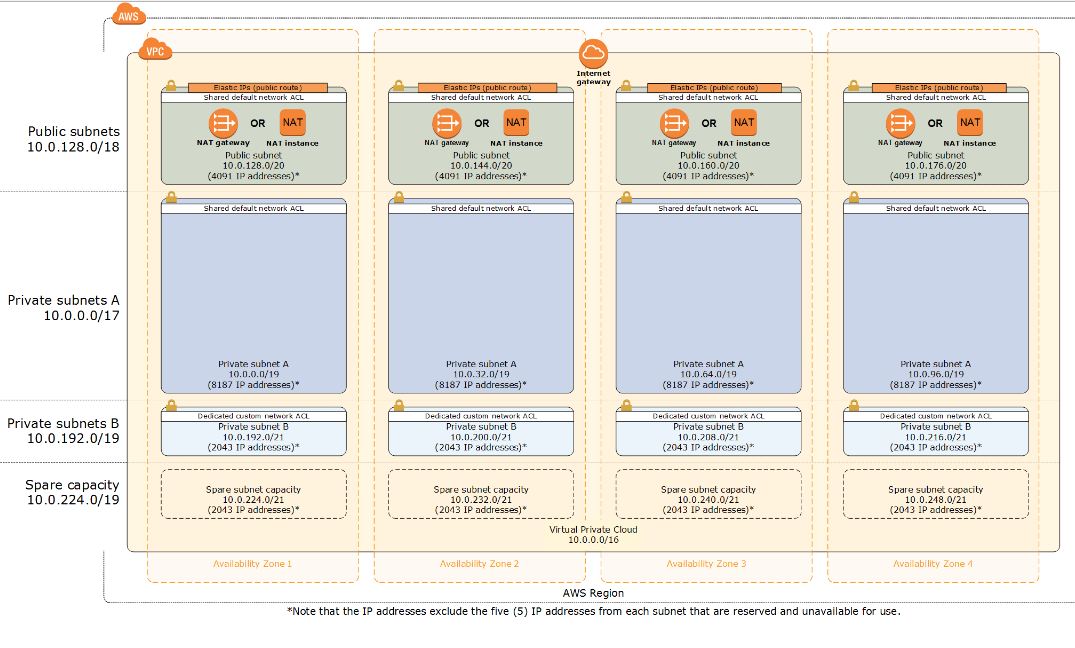 AWS
VPC
Internet
gateway
Public subnets
10.0.128.0/18
Elastic IPs (public route)
Shared default network ACL
OR
NAT
NAT gateway
NAT instance
Public subnet
10.0.128.0/20
(4091 IP addresses)*
Elastic IPs (public route)
Shared default network ACL
OR
NAT
NAT gateway
NAT instance
Public subnet
10.0.144.0/20
(4091 IP addresses)*
Elastic IPs (public route)
Shared default network ACL
OR
NAT
NAT gateway
NAT instance
Public subnet
10.0.160.0/20
(4091 IP addresses)*
Elastic IPs (public route)
Shared default network ACL
OR
NAT
NAT gateway
NAT instance
Public subnet
10.0.176.0/20
(4091 IP addresses)*
Private subnets A
10.0.0.0/17
Shared default network ACL
Private subnet A
10.0.0.0/19
(8187 IP addresses)*
Shared default network ACL
Private subnet A
10.0.32.0/19
(8187 IP addresses)*
Shared default network ACL
Private subnet A
10.0.64.0/19
(8187 IP addresses)*
Shared default network ACL
Private subnet A
10.0.96.0/19
(8187 IP addresses)*
Private subnets B
10.0.192.0/19
Dedicated custom network ACL
Private subnet B
10.0.192.0/21
(2043 IP addresses)*
Dedicated custom network ACL
Private subnet B
10.0.200.0/21
(2043 IP addresses)*
Dedicated custom network ACL
Private subnet B
10.0.208.0/21
(2043 IP addresses)*
Dedicated custom network ACL
Private subnet B
10.0.216.0/21
(2043 IP addresses)*
Spare capacity
10.0.224.0/19
Spare subnet capacity
10.0.224.0/21
(2043 IP addresses)*
Spare subnet capacity
10.0.232.0/21
(2043 IP addresses)*
Spare subnet capacity
10.0.240.0/21
(2043 IP addresses)*
Spare subnet capacity
10.0.248.0/21
(2043 IP addresses)*
Virtual Private Cloud
10.0.0.0/16
Availability Zone 1
Availability Zone 2
Availability Zone 3
Availability Zone 4
AWS Region
*Note that the IP addresses exclude the five (5) IP addresses from each subnet that are reserved and unavailable for use.